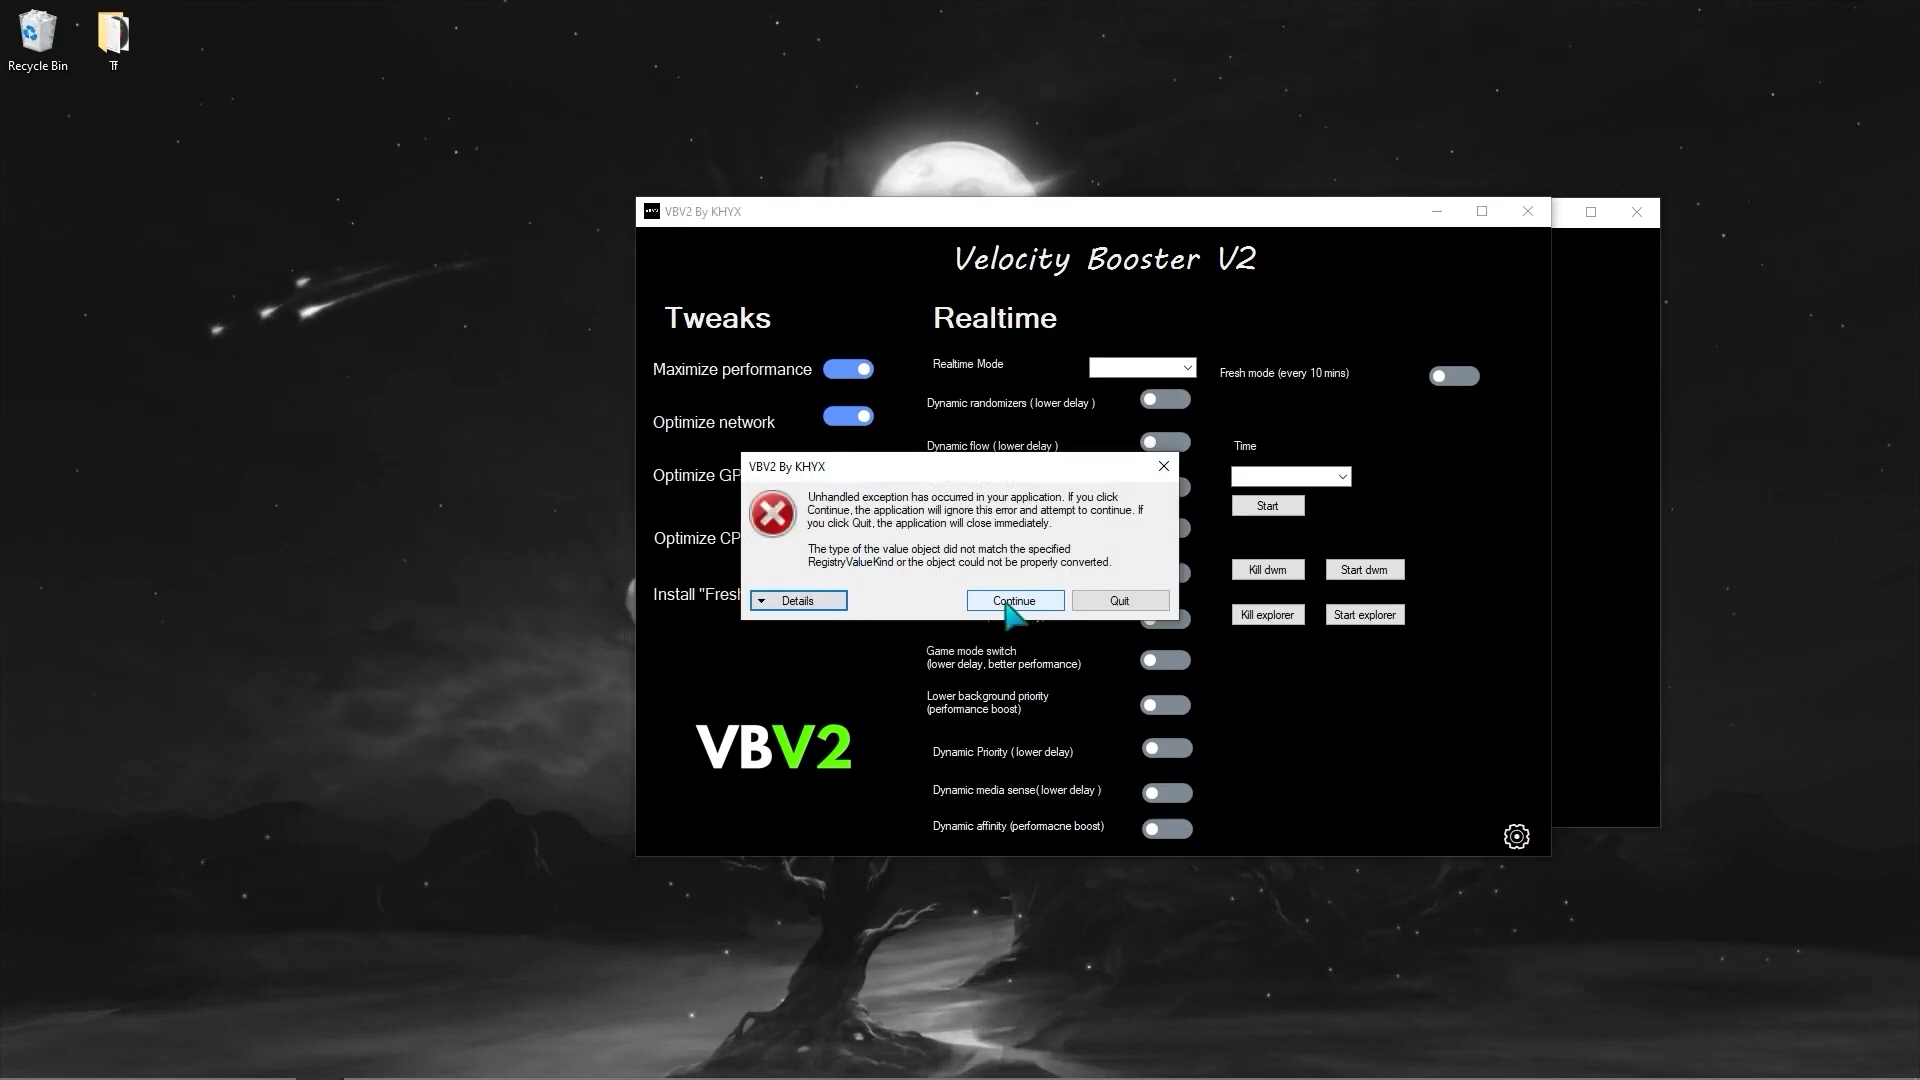 Recycle Bin
Tf
VBV2 By KHYX
Velocity Booster V2
Tweaks
Realtime
Maximize performance
Optimize network
Optimize GP
Optimize CP
Install "Fresh
Realtime Mode
Dynamic randomizers ( lower delay )
Dynamic flow ( lower delay )
Fresh mode (every 10 mins)
Time
Start
Kill dwm
Start dwm
Kill explorer
Start explorer
VBV2 By KHYX
Unhandled exception has occurred in your application. If you click
Continue, the application will ignore this error and attempt to continue. If
you click Quit, the application will close immediately.
The type of the value object did not match the specified
RegistryValueKind or the object could not be properly converted.
Details
Continue
Quit
Game mode switch
(lower delay, better performance)
Lower background priority
(performance boost)
Dynamic Priority ( lower delay)
Dynamic media sense( lower delay )
Dynamic affinity (performacne boost)
VBV2